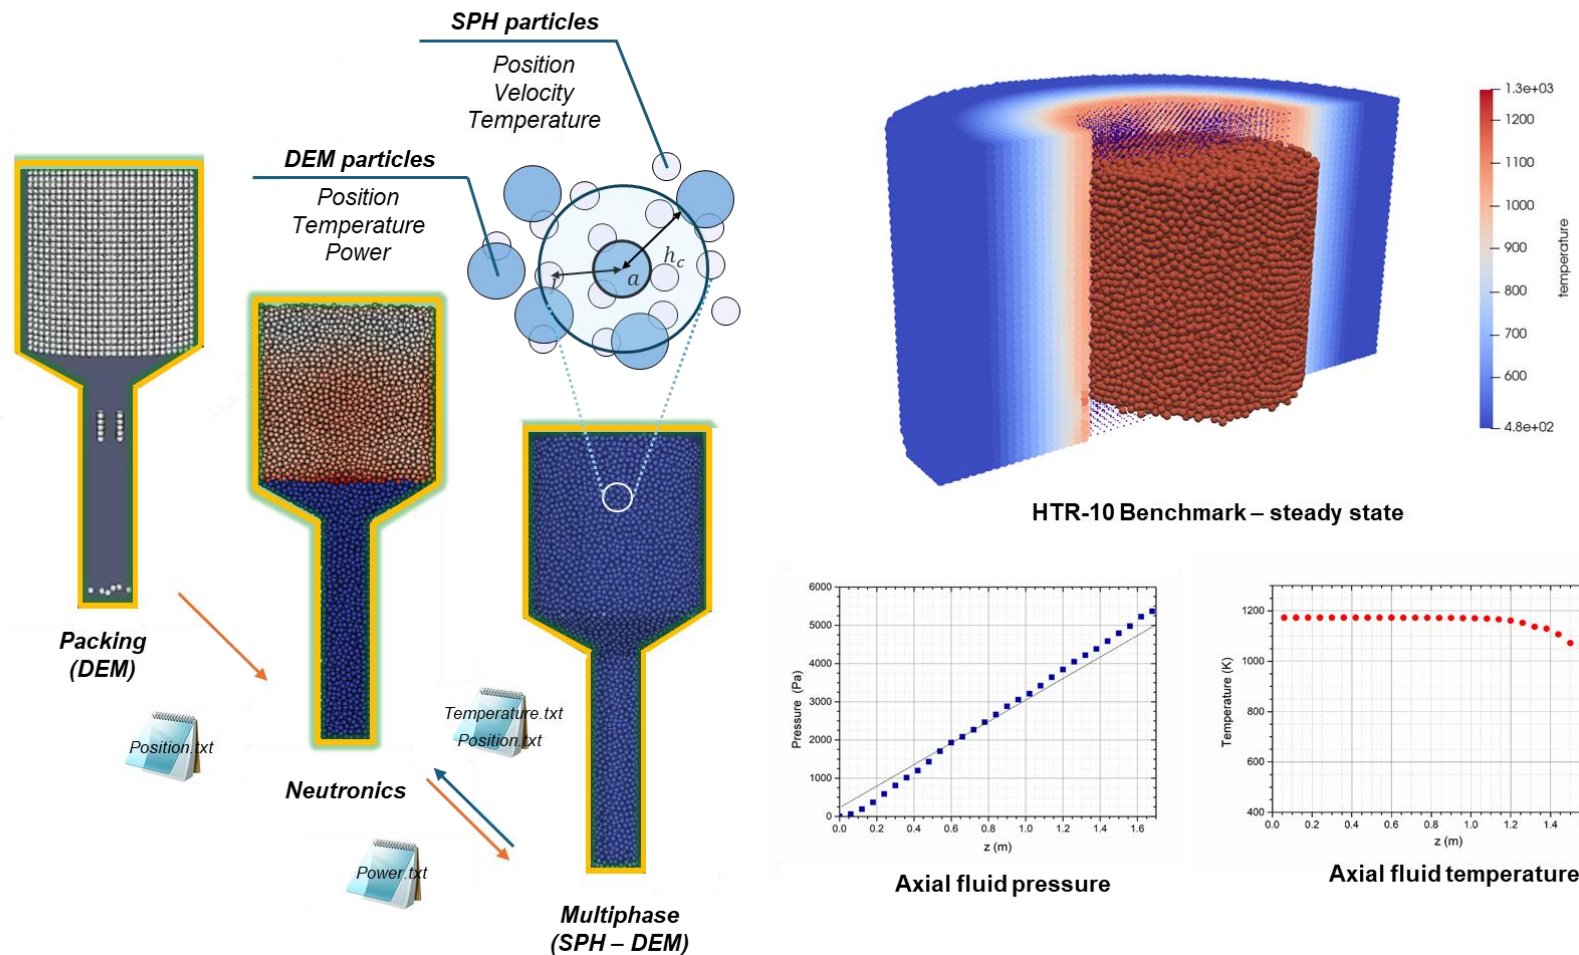 SPH particles
Position
Velocity
Temperature
DEM particles
Position
Temperature
Power
h_c
a
j
Packing
(DEM)
Position.txt
Neutronics
Temperature.txt
Position.txt
Power.txt
Multiphase
(SPH – DEM)
1.3e+03
1200
1100
1000
900
800
700
600
4.8e+02
temperature
HTR-10 Benchmark – steady state
6000
5000
4000
3000
2000
1000
0
Pressure (Pa)
0.0 0.2 0.4 0.6 0.8 1.0 1.2 1.4 1.6
z (m)
Axial fluid pressure
1200
1000
800
600
400
Temperature (K)
0.0 0.2 0.4 0.6 0.8 1.0 1.2 1.4
z (m)
Axial fluid temperature